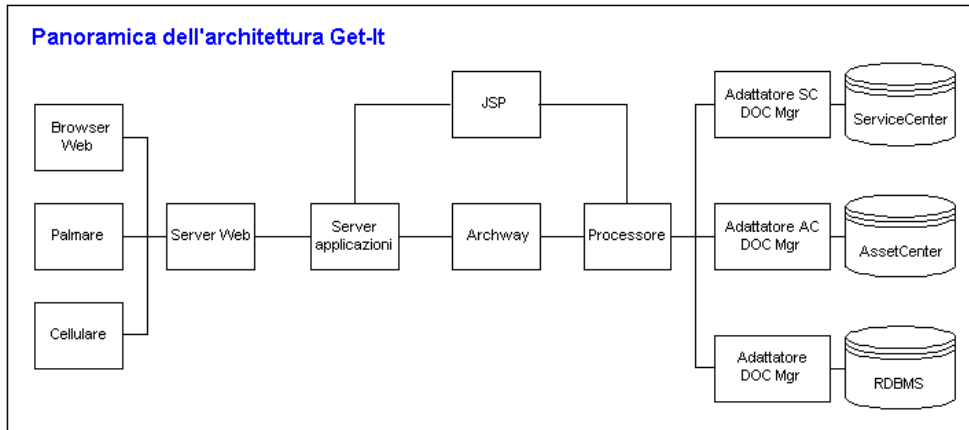 Panoramica dell'architettura Get-It
Browser
Web
Palmare
Cellulare
Server Web
Server
applicazioni
JSP
Archway
Processore
Adattatore SC
DOC Mgr
ServiceCenter
Adattatore AC
DOC Mgr
AssetCenter
Adattatore
DOC Mgr
RDBMS